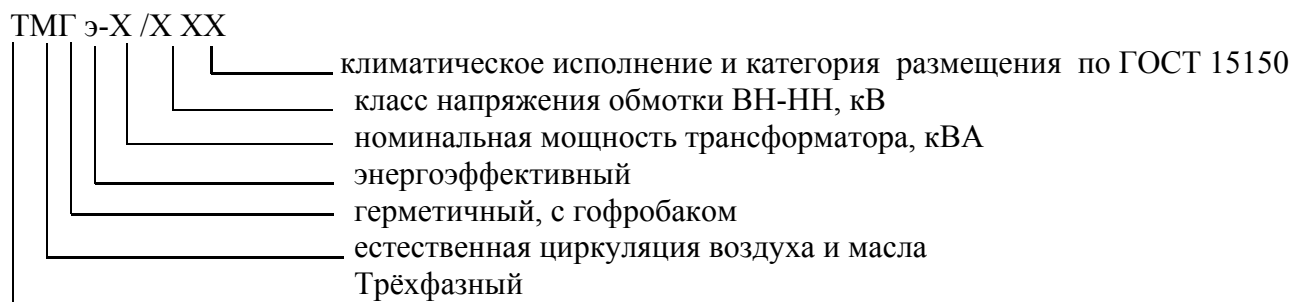 ТМГ э-Х /Х ХХ
климатическое исполнение и категория размещения по ГОСТ 15150
класс напряжения обмотки ВН-НН, кВ
номинальная мощность трансформатора, кВА
энергоэффективный
герметичный, с гофробаком
естественная циркуляция воздуха и масла
Трёхфазный